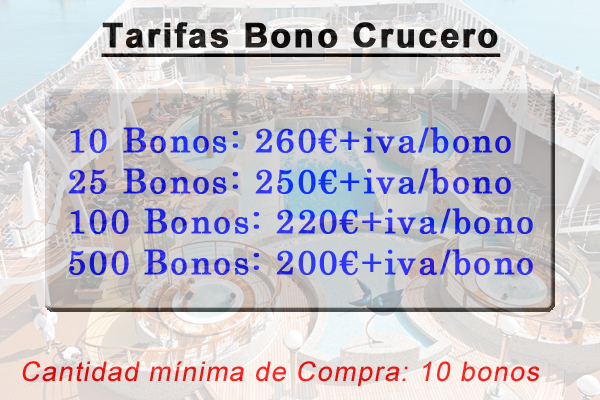 Tarifas Bono Crucero
10 Bonos: 260€+iva/bono
25 Bonos: 250€+iva/bono
100 Bonos: 220€+iva/bono
500 Bonos: 200€+iva/bono
Cantidad mínima de Compra: 10 bonos